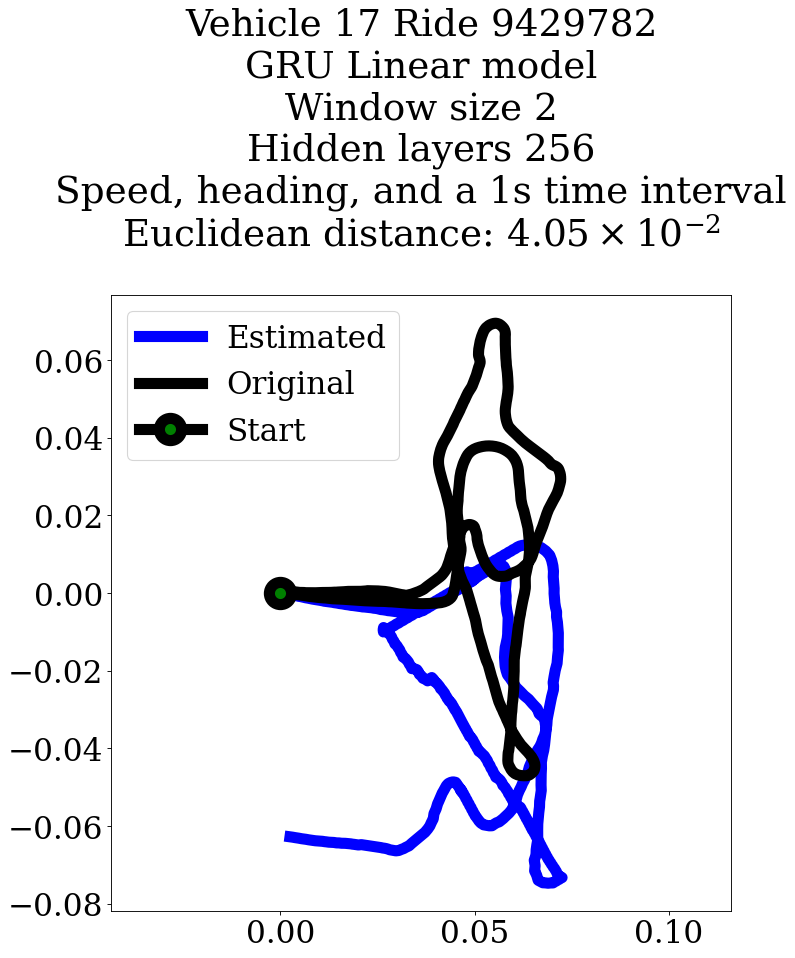 Vehicle 17 Ride 9429782
GRU Linear model
Window size 2
Hidden layers 256
Speed, heading, and a 1s time interval
Euclidean distance: 4.05 × 10⁻²
Estimated
Original
Start
0.06
0.04
0.02
0.00
−0.02
−0.04
−0.06
−0.08
0.00 0.05 0.10